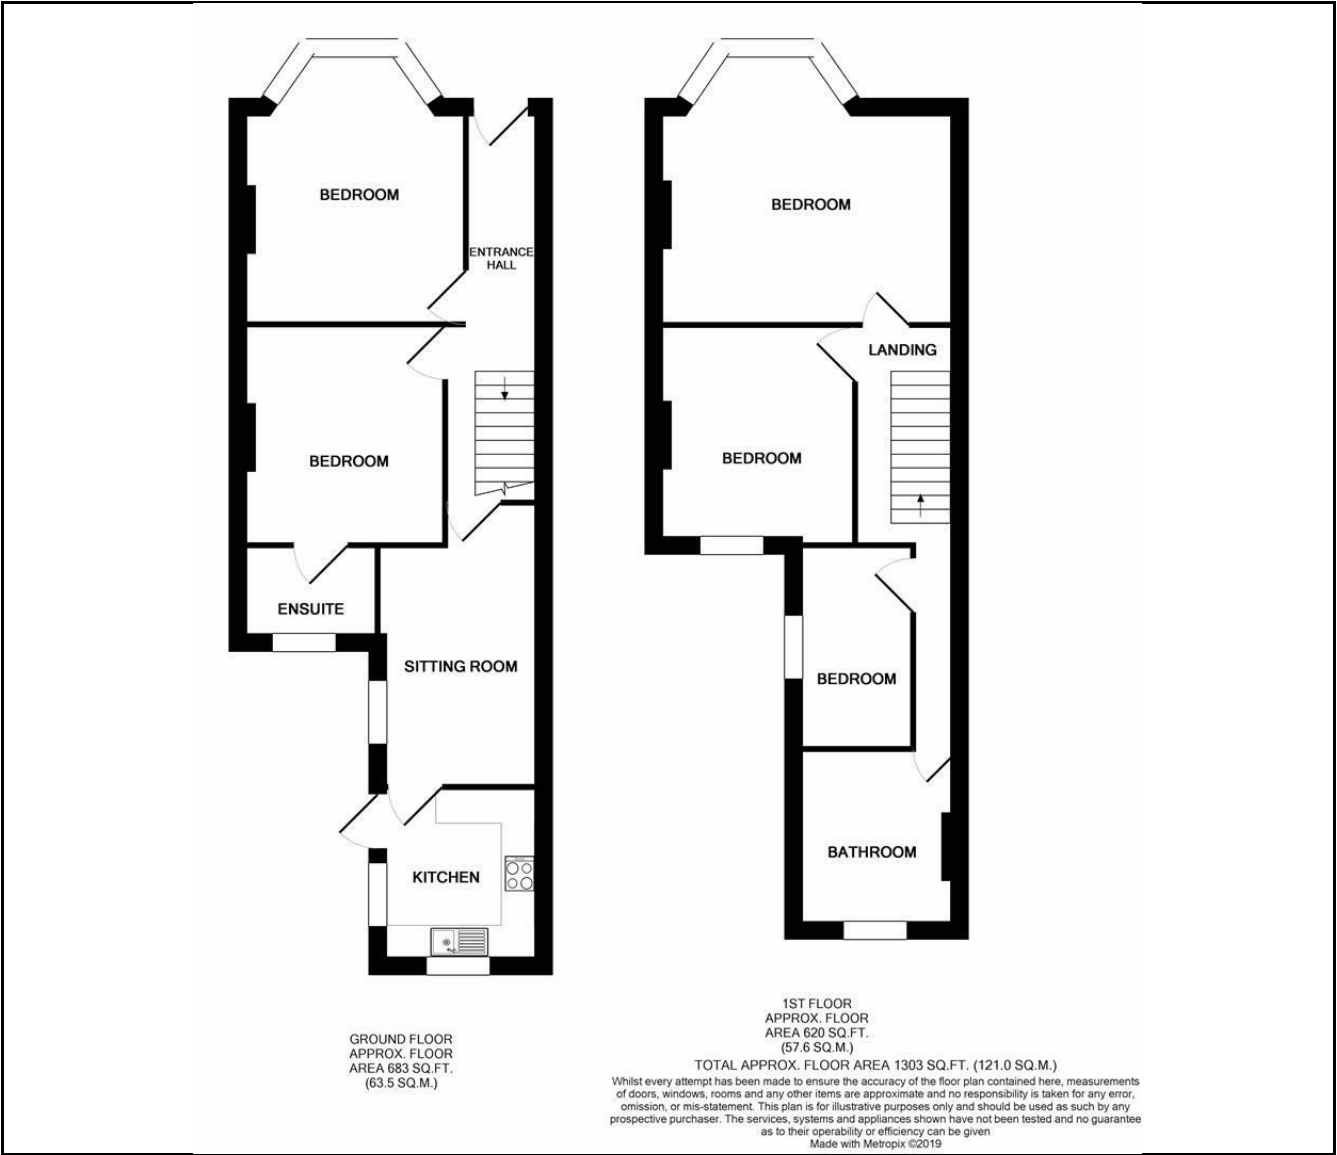 BEDROOM
ENTRANCE
HALL
BEDROOM
ENSUITE
SITTING ROOM
KITCHEN
GROUND FLOOR
APPROX. FLOOR
AREA 683 SQ.FT.
(63.5 SQ.M.)
BEDROOM
LANDING
BEDROOM
BEDROOM
BATHROOM
1ST FLOOR
APPROX. FLOOR
AREA 620 SQ.FT.
(57.6 SQ.M.)
TOTAL APPROX. FLOOR AREA 1303 SQ.FT. (121.0 SQ.M.)
Whilst every attempt has been made to ensure the accuracy of the floor plan contained here, measurements
of doors, windows, rooms and any other items are approximate and no responsibility is taken for any error,
omission, or mis-statement. This plan is for illustrative purposes only and should be used as such by any
prospective purchaser. The services, systems and appliances shown have not been tested and no guarantee
as to their operability or efficiency can be given
Made with Metropix ©2019